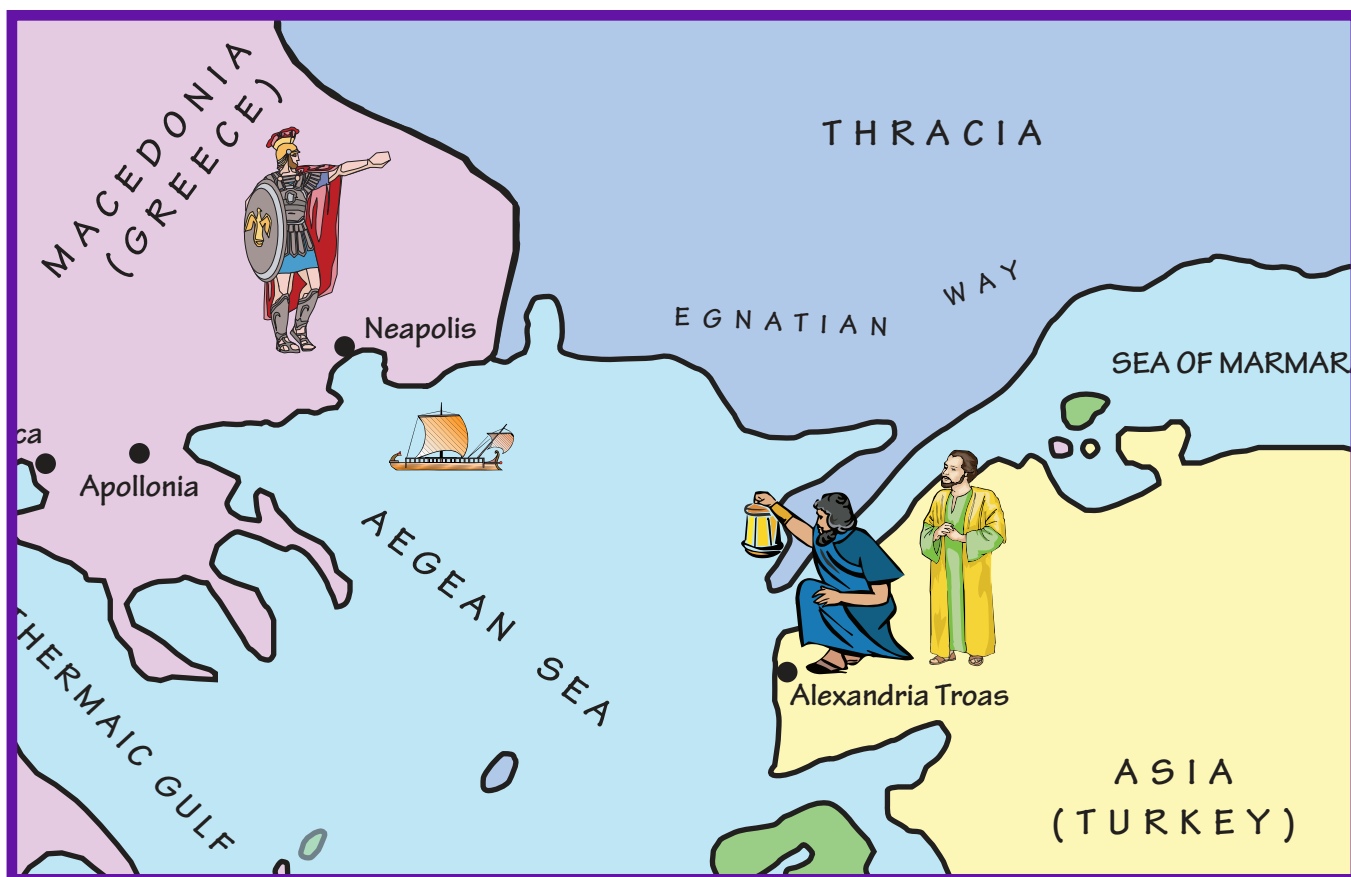 MACEDONIA
(GREECE)
THRACIA
EGNATIAN WAY
Neapolis
SEA OF MARMAR
ca
Apollonia
AEGEAN SEA
THERMAIC GULF
Alexandria Troas
ASIA
(TURKEY)